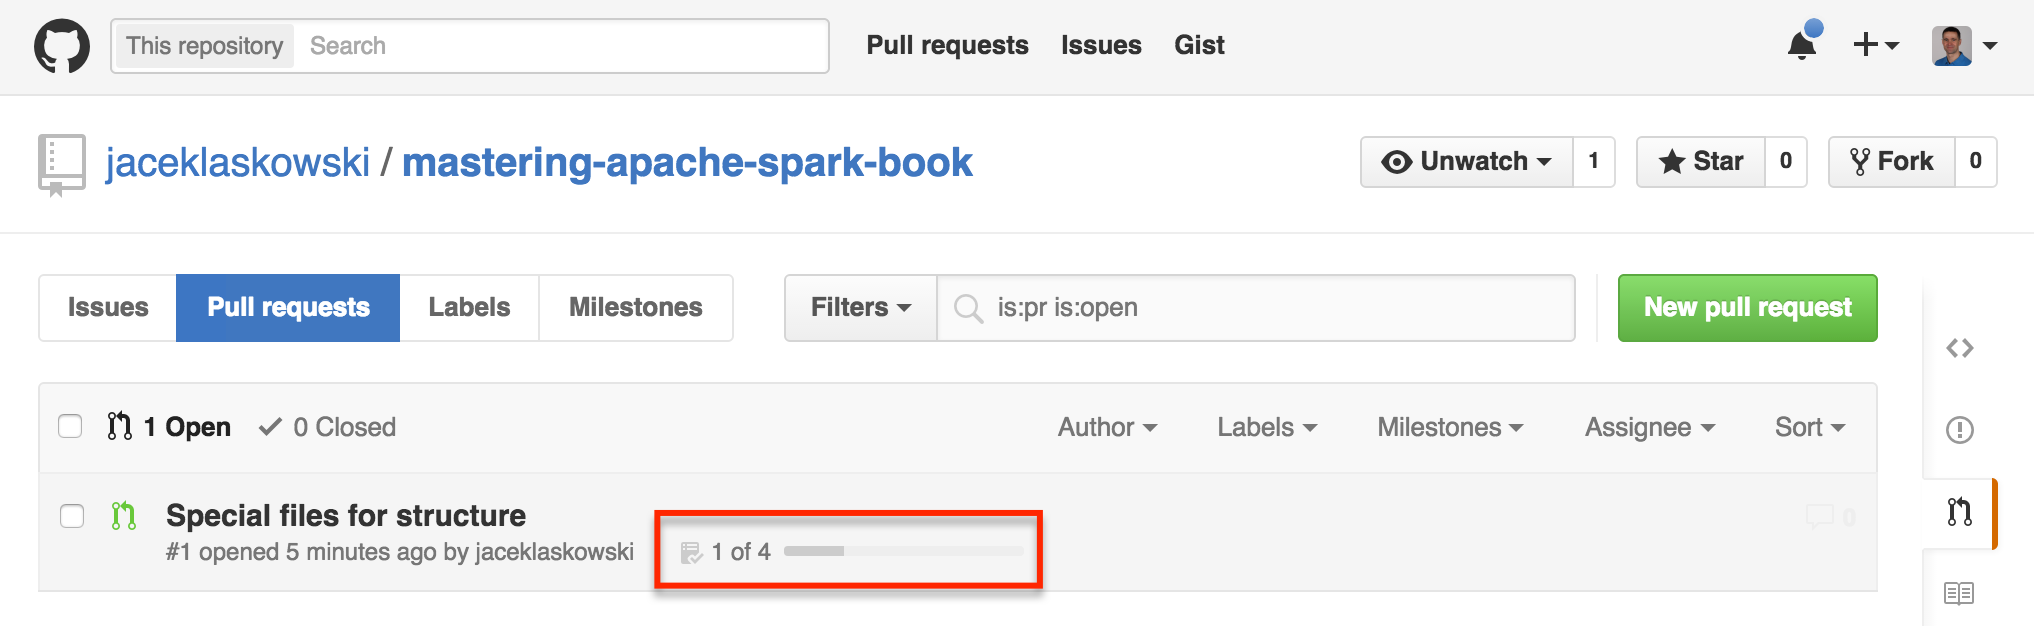 This repository Search Pull requests Issues Gist
jaceklaskowski / mastering-apache-spark-book Unwatch 1 Star 0 Fork 0
Issues Pull requests Labels Milestones Filters is:pr is:open New pull request
1 Open 0 Closed Author Labels Milestones Assignee Sort
Special files for structure
0
#1 opened 5 minutes ago by jaceklaskowski 1 of 4